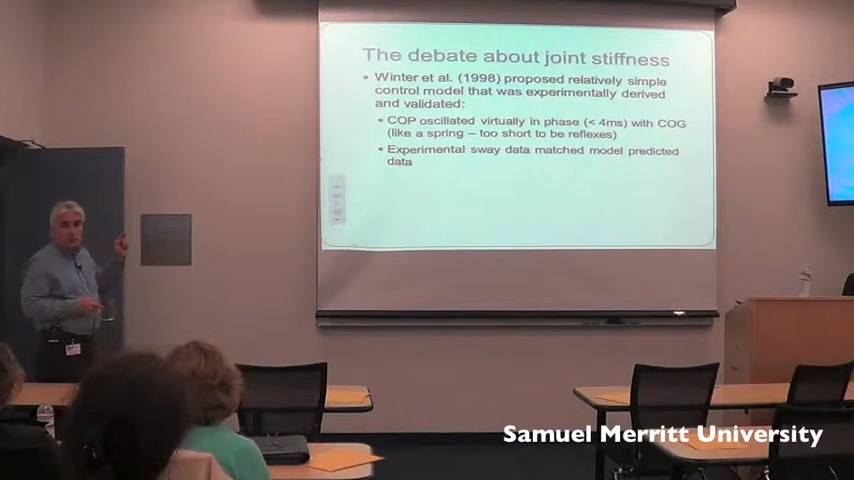 The debate about joint stiffness
• Winter et al. (1998) proposed relatively simple
control model that was experimentally derived
and validated:
• COP oscillated virtually in phase (< 4ms) with COG
(like a spring – too short to be reflexes)
• Experimental sway data matched model predicted
data
Samuel Merritt University